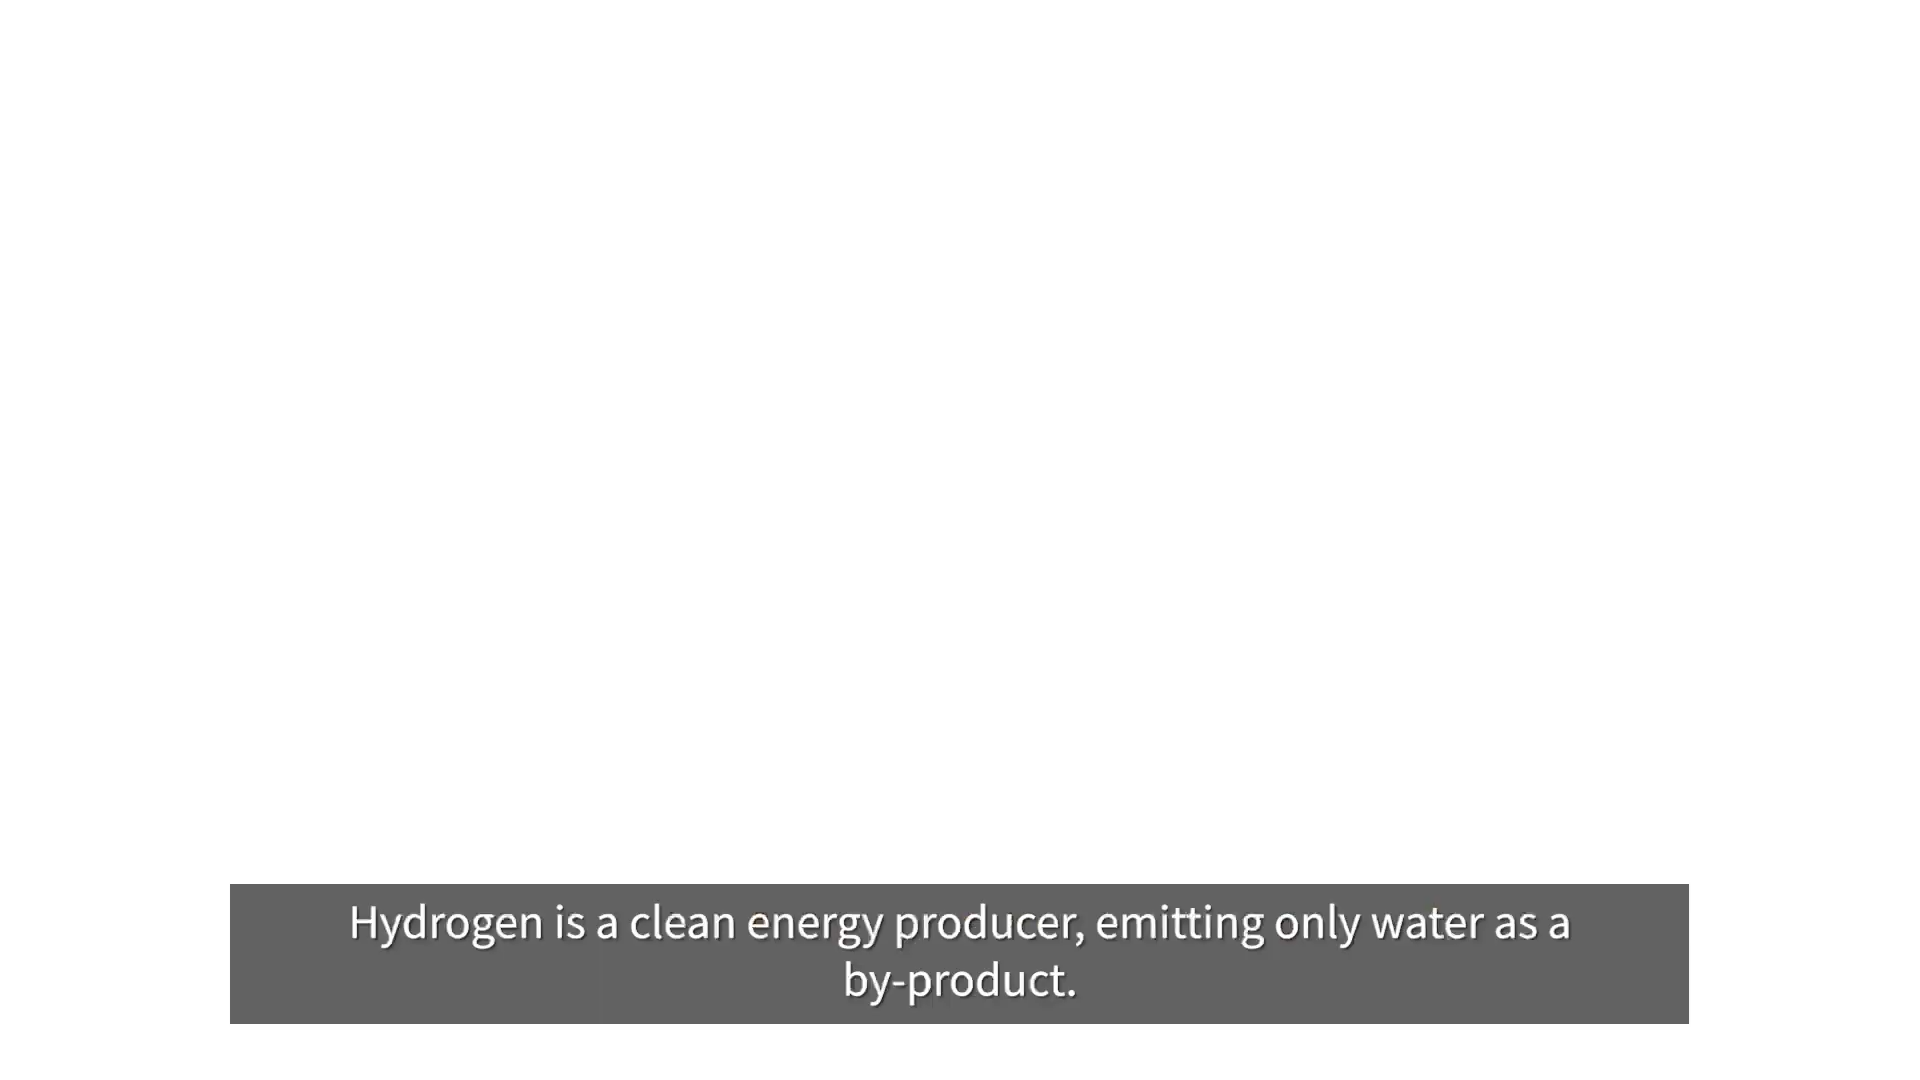 Hydrogen is a clean energy producer, emitting only water as a
by-product.